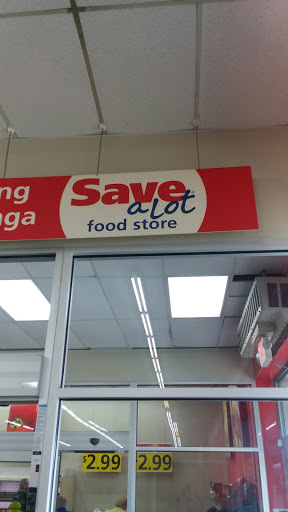 ng
nga
Save
a lot
food store
$2.99 2.99